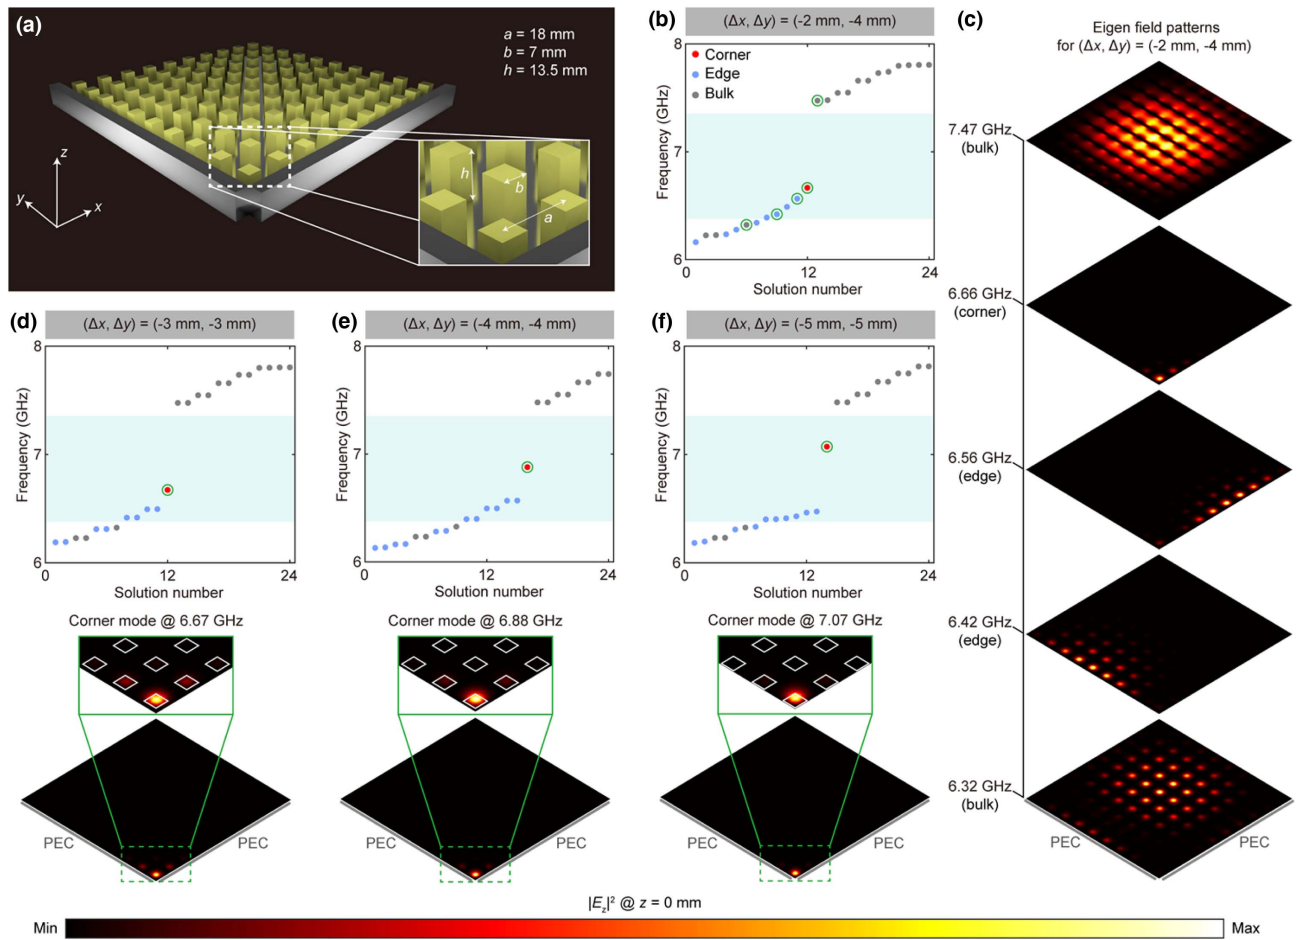 (a)
a = 18 mm
b = 7 mm
h = 13.5 mm
z
y
x
h
b
a
(b)
(Δx, Δy) = (-2 mm, -4 mm)
8
7
6
Frequency (GHz)
Corner
Edge
Bulk
0
12
24
Solution number
(c)
Eigen field patterns
for (Δx, Δy) = (-2 mm, -4 mm)
7.47 GHz
(bulk)
6.66 GHz
(corner)
6.56 GHz
(edge)
6.42 GHz
(edge)
6.32 GHz
(bulk)
PEC
PEC
(d)
(Δx, Δy) = (-3 mm, -3 mm)
8
7
6
Frequency (GHz)
0
12
24
Solution number
Corner mode @ 6.67 GHz
PEC
PEC
(e)
(Δx, Δy) = (-4 mm, -4 mm)
8
7
6
Frequency (GHz)
0
12
24
Solution number
Corner mode @ 6.88 GHz
PEC
PEC
(f)
(Δx, Δy) = (-5 mm, -5 mm)
8
7
6
Frequency (GHz)
0
12
24
Solution number
Corner mode @ 7.07 GHz
PEC
PEC
|E_z|² @ z = 0 mm
Min
Max